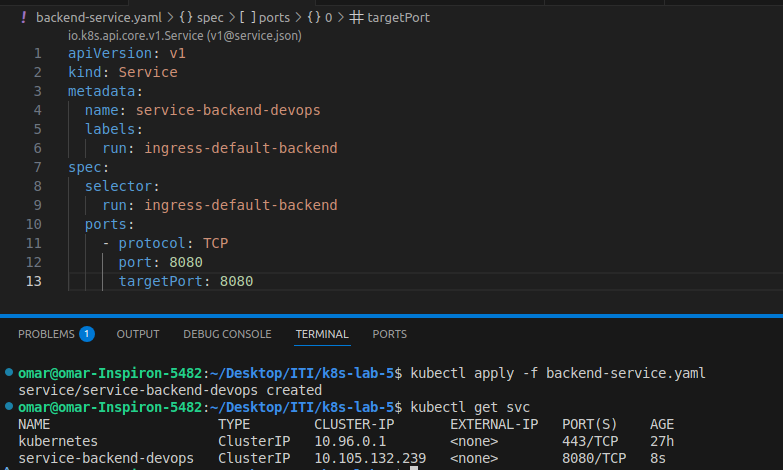 ! backend-service.yaml > {} spec > [ ] ports > {} 0 > targetPort
io.k8s.api.core.v1.Service (v1@service.json)
1 apiVersion: v1
2 kind: Service
3 metadata:
4   name: service-backend-devops
5   labels:
6     run: ingress-default-backend
7 spec:
8   selector:
9     run: ingress-default-backend
10   ports:
11     - protocol: TCP
12       port: 8080
13       targetPort: 8080
PROBLEMS 1 OUTPUT DEBUG CONSOLE TERMINAL PORTS
omar@omar-Inspiron-5482:~/Desktop/ITI/k8s-lab-5$ kubectl apply -f backend-service.yaml
service/service-backend-devops created
omar@omar-Inspiron-5482:~/Desktop/ITI/k8s-lab-5$ kubectl get svc
NAME TYPE CLUSTER-IP EXTERNAL-IP PORT(S) AGE
kubernetes ClusterIP 10.96.0.1 <none> 443/TCP 27h
service-backend-devops ClusterIP 10.105.132.239 <none> 8080/TCP 8s